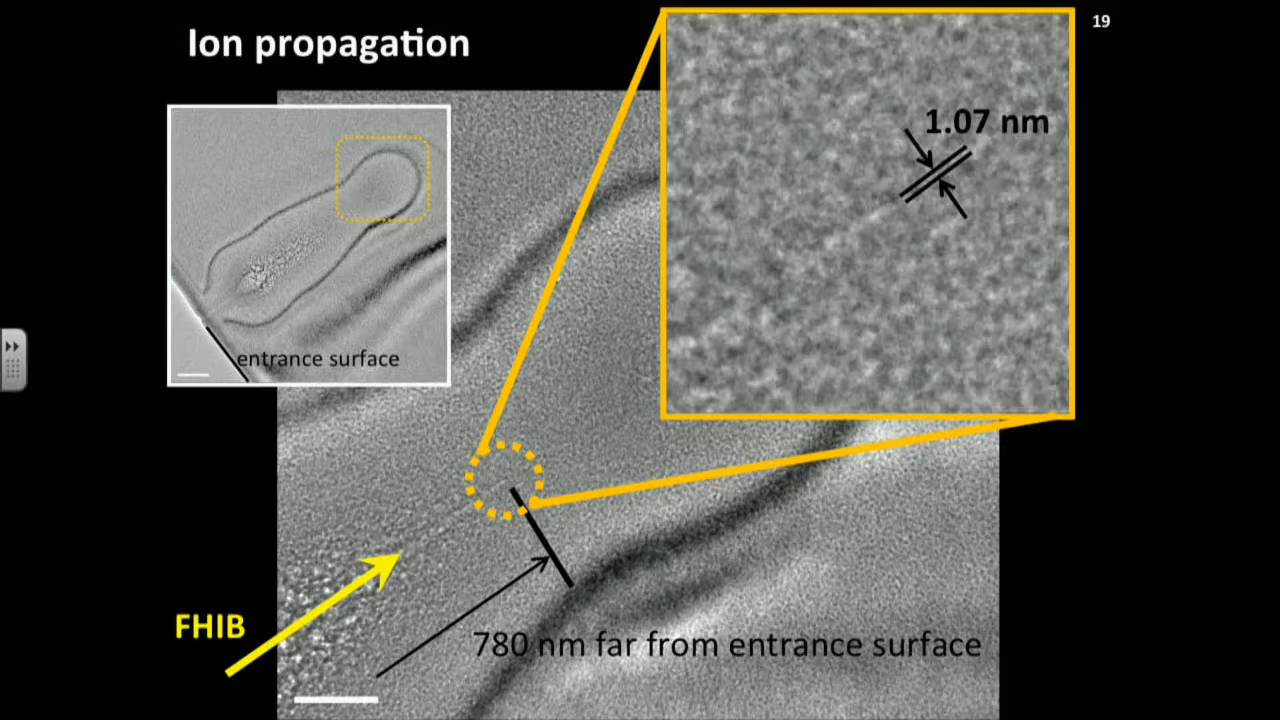 Ion propagation
19
1.07 nm
entrance surface
FHIB
780 nm far from entrance surface